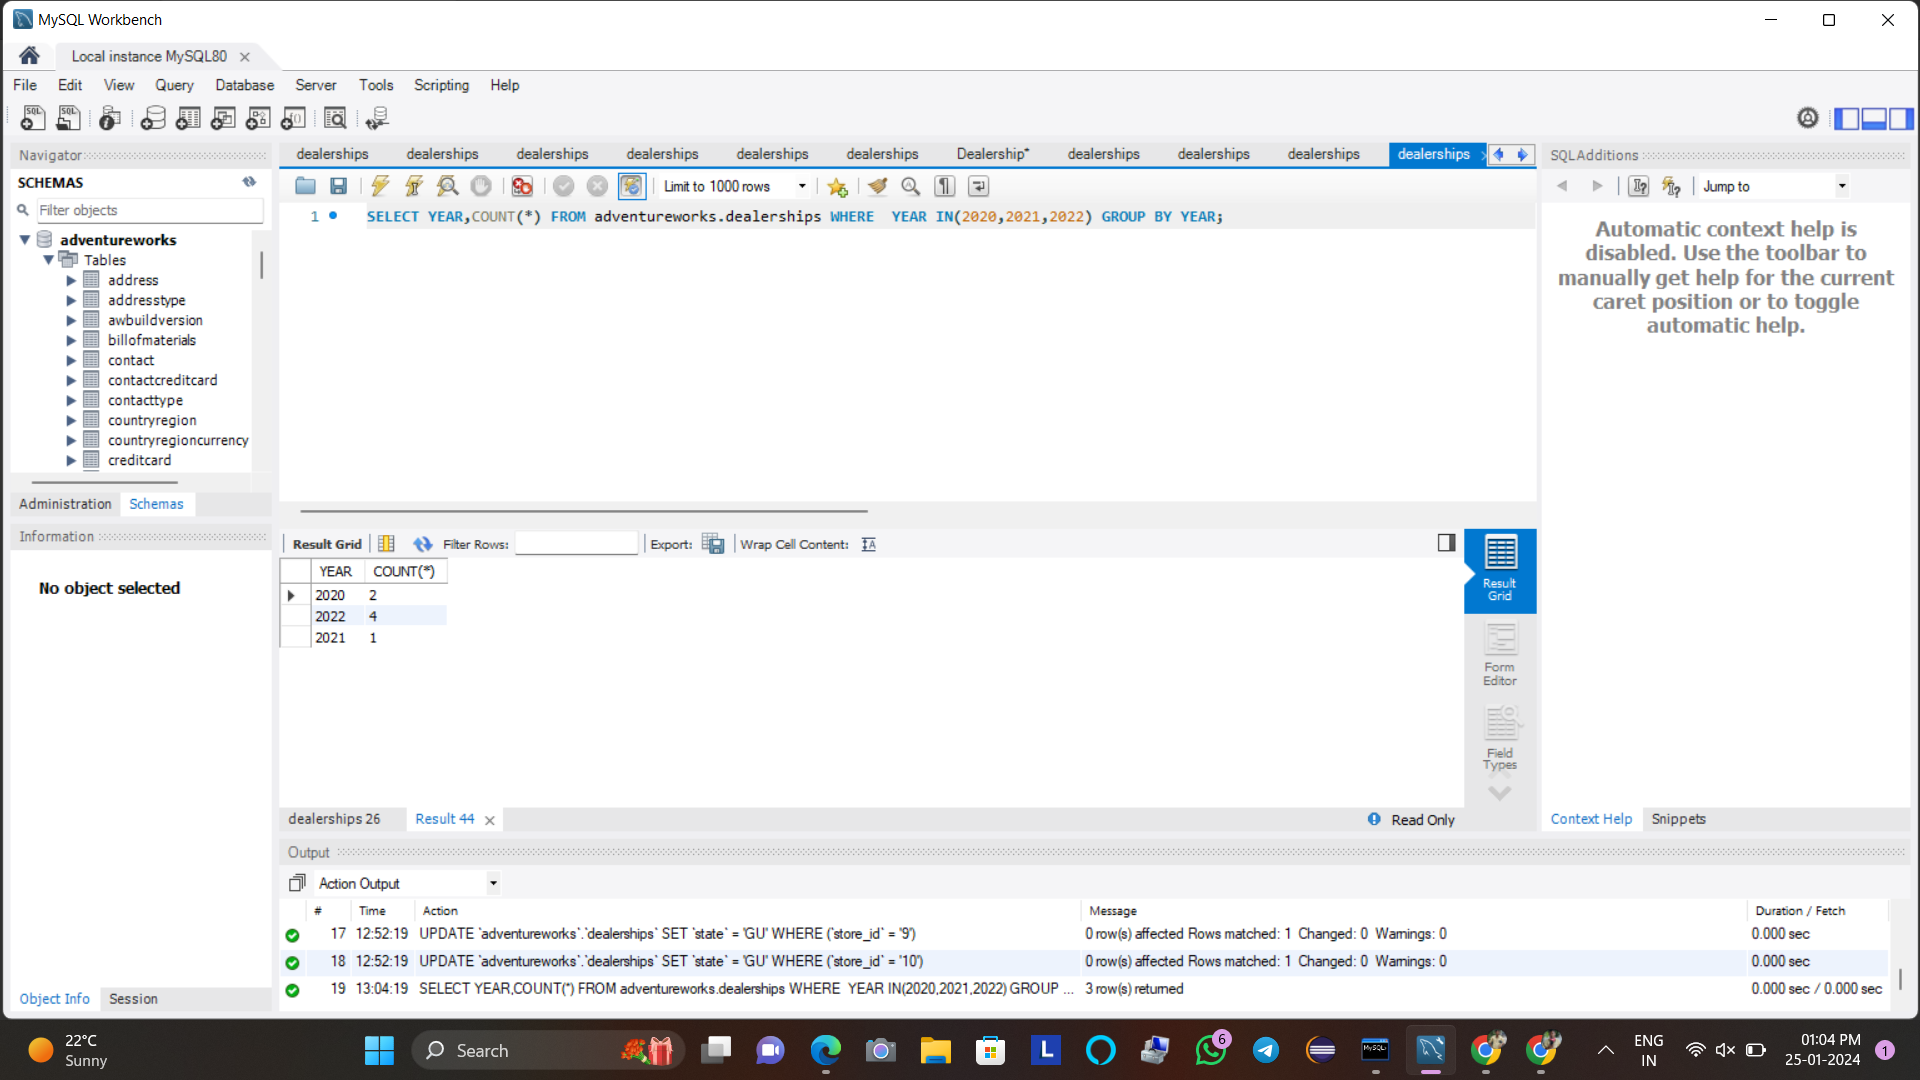 MySQL Workbench
Local instance MySQL80
File Edit View Query Database Server Tools Scripting Help
Navigator
SCHEMAS
Filter objects
adventureworks
Tables
address
addresstype
awbuildversion
billofmaterials
contact
contactcreditcard
contacttype
countryregion
countryregioncurrency
creditcard
Administration Schemas
Information
No object selected
Object Info Session
dealerships dealerships dealerships dealerships dealerships dealerships Dealership* dealerships dealerships dealerships dealerships
Limit to 1000 rows
1 SELECT YEAR,COUNT(*) FROM adventureworks.dealerships WHERE  YEAR IN(2020,2021,2022) GROUP BY YEAR;
Result Grid Filter Rows: Export: Wrap Cell Content:
YEAR COUNT(*)
2020 2
2022 4
2021 1
Result Grid
Form Editor
Field Types
dealerships 26 Result 44 Read Only
SQLAdditions
Jump to
Automatic context help is
disabled. Use the toolbar to
manually get help for the current
caret position or to toggle
automatic help.
Context Help Snippets
Output
Action Output
# Time Action Message Duration / Fetch
17 12:52:19 UPDATE `adventureworks`.`dealerships` SET `state` = 'GU' WHERE (`store_id` = '9') 0 row(s) affected Rows matched: 1  Changed: 0  Warnings: 0 0.000 sec
18 12:52:19 UPDATE `adventureworks`.`dealerships` SET `state` = 'GU' WHERE (`store_id` = '10') 0 row(s) affected Rows matched: 1  Changed: 0  Warnings: 0 0.000 sec
19 13:04:19 SELECT YEAR,COUNT(*) FROM adventureworks.dealerships WHERE  YEAR IN(2020,2021,2022) GROUP ... 3 row(s) returned 0.000 sec / 0.000 sec
22°C
Sunny
Search
L
6
MySQL
ENG
IN
01:04 PM
25-01-2024
1